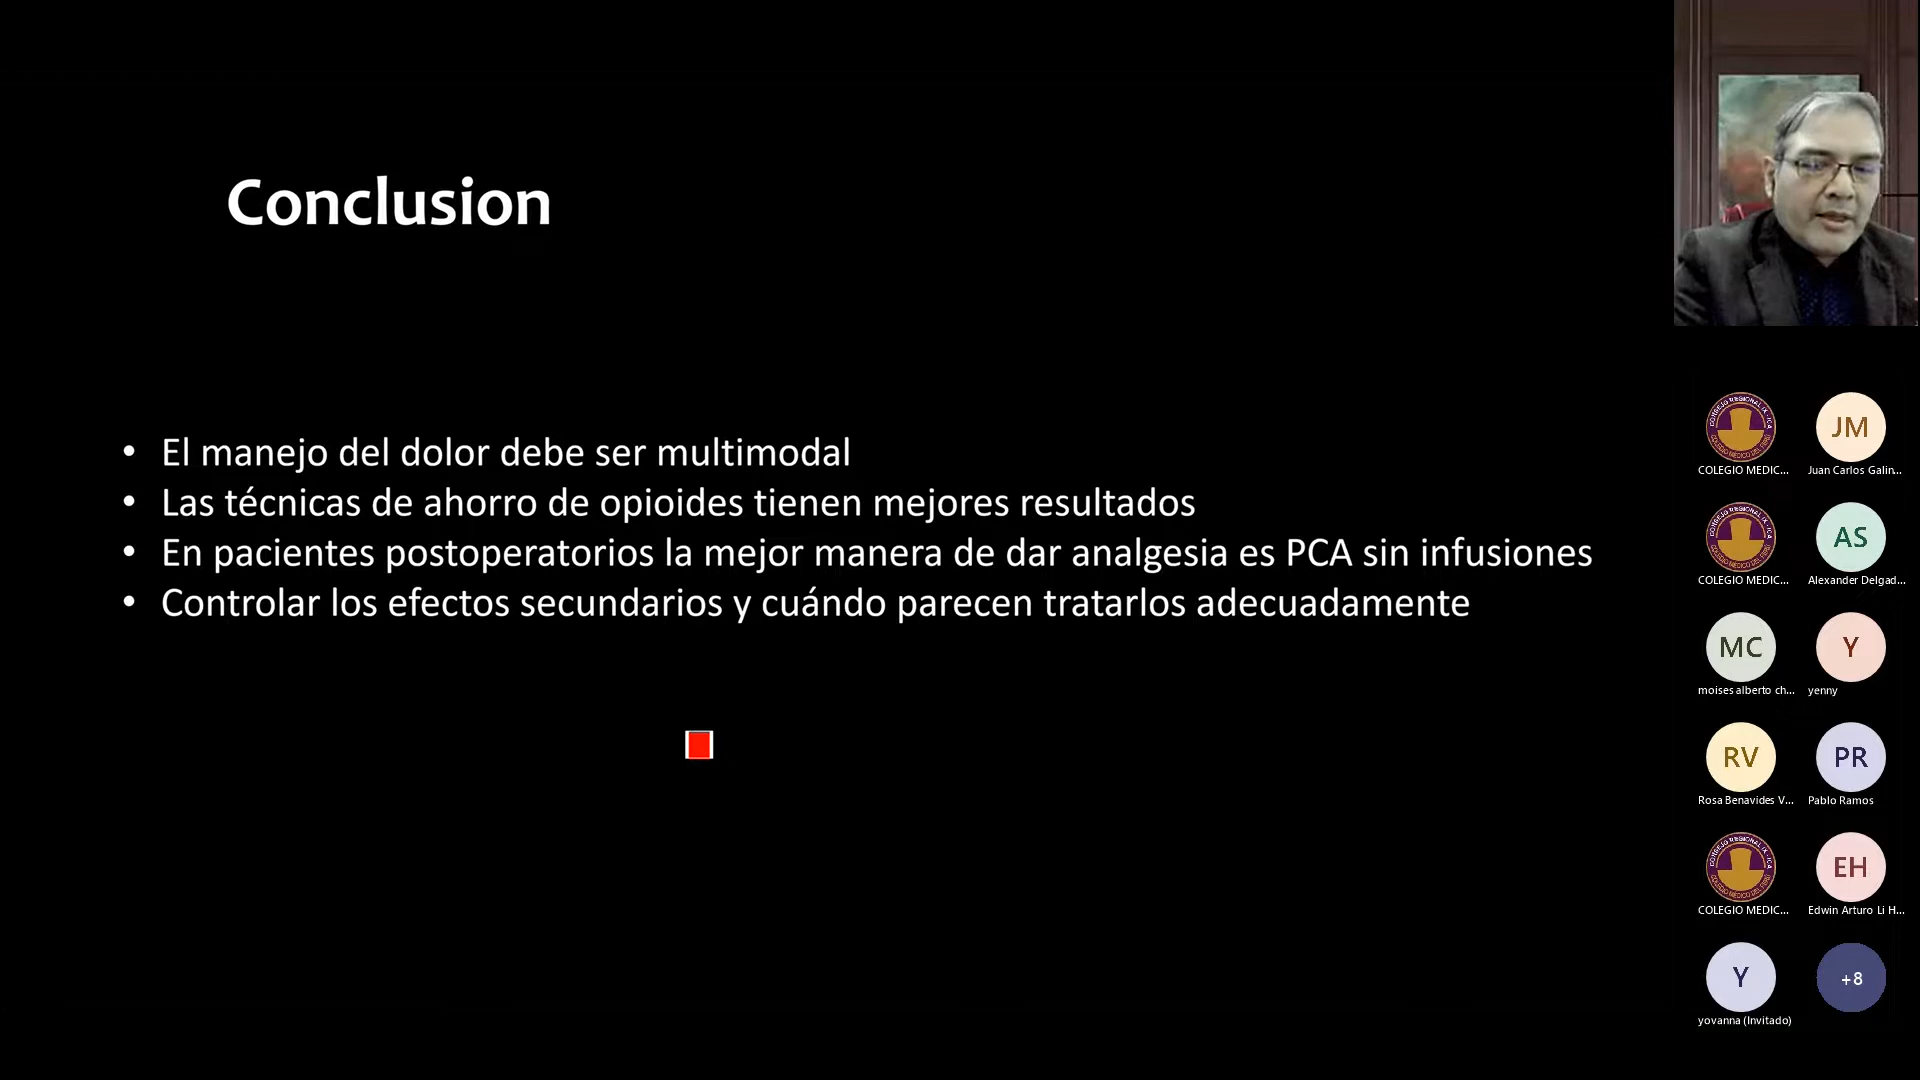 Conclusion
• El manejo del dolor debe ser multimodal
• Las técnicas de ahorro de opioides tienen mejores resultados
• En pacientes postoperatorios la mejor manera de dar analgesia es PCA sin infusiones
• Controlar los efectos secundarios y cuándo parecen tratarlos adecuadamente
COLEGIO MEDIC...
JM
Juan Carlos Galin...
COLEGIO MEDIC...
AS
Alexander Delgad...
MC
moises alberto ch...
Y
yenny
RV
Rosa Benavides V...
PR
Pablo Ramos
COLEGIO MEDIC...
EH
Edwin Arturo Li H...
Y
yovanna (Invitado)
+8